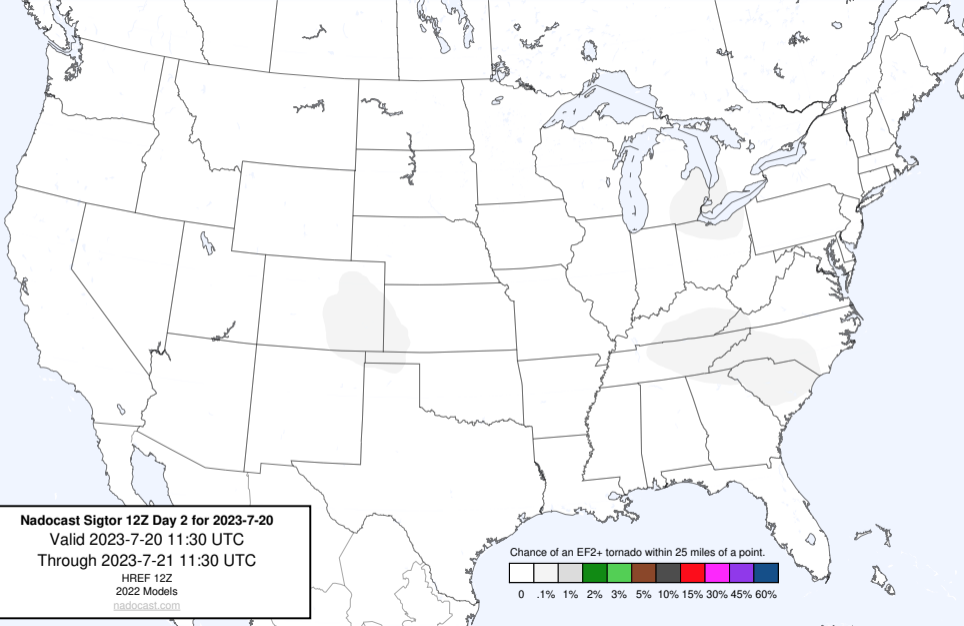 Nadocast Sigtor 12Z Day 2 for 2023-7-20
Valid 2023-7-20 11:30 UTC
Through 2023-7-21 11:30 UTC
HREF 12Z
2022 Models
nadocast.com
Chance of an EF2+ tornado within 25 miles of a point.
0 .1% 1% 2% 3% 5% 10% 15% 30% 45% 60%